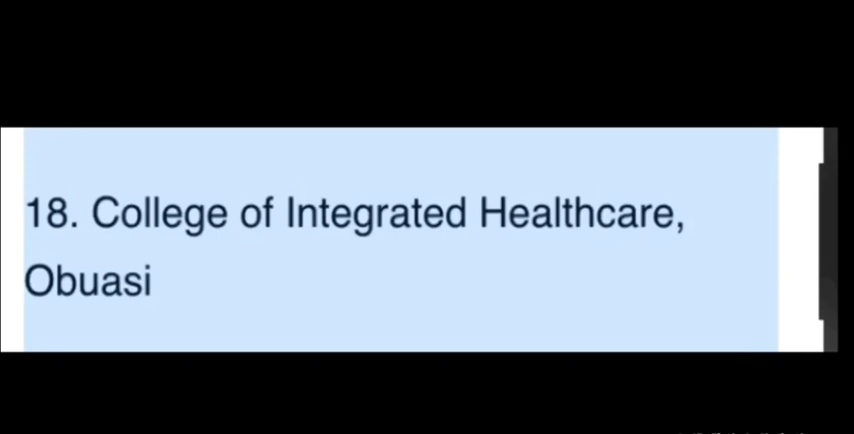 18. College of Integrated Healthcare,
Obuasi